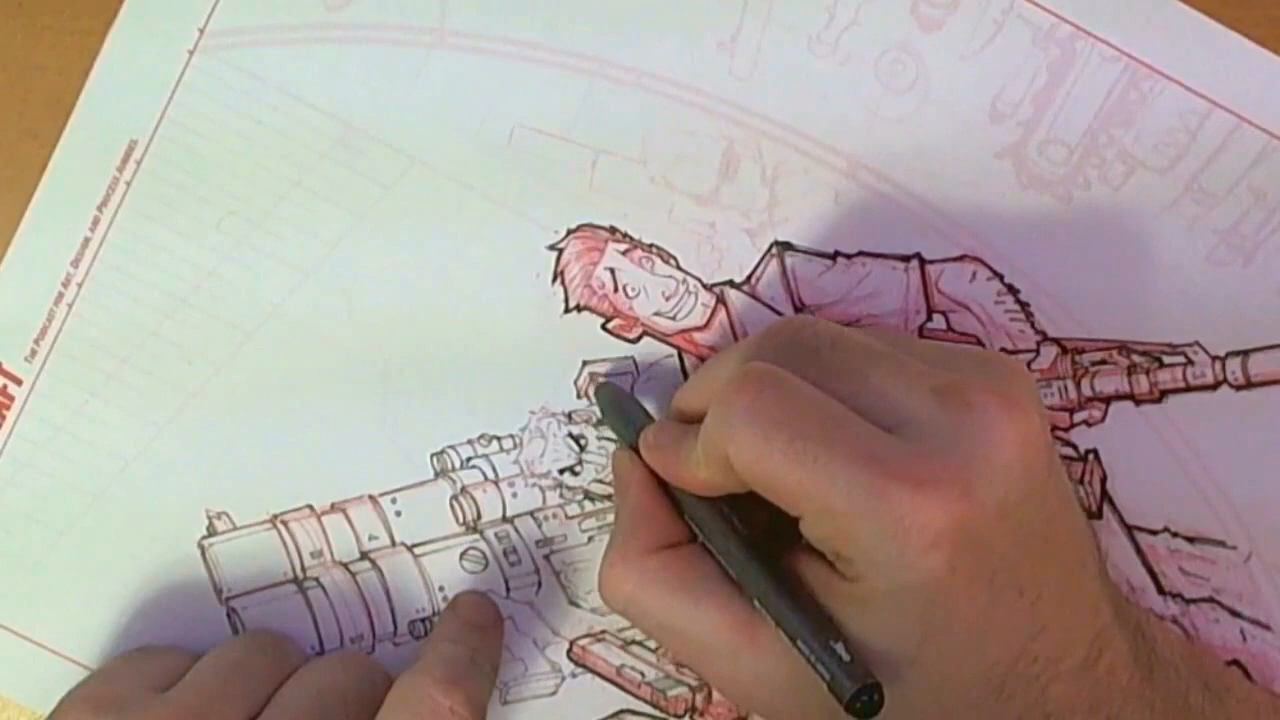 THE PODCAST FOR ART, DESIGN, AND PROCESS JUNKIES.